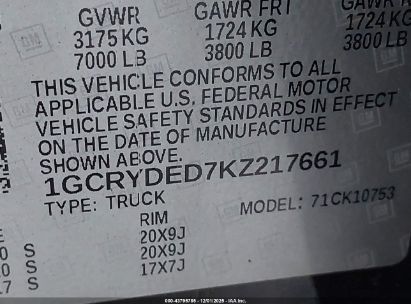 GVWR GAWR FRT GAWR
3175 KG 1724 KG 1724 KG
7000 LB 3800 LB 3800 LB
THIS VEHICLE CONFORMS TO ALL
APPLICABLE U.S. FEDERAL MOTOR
VEHICLE SAFETY STANDARDS IN EFFECT
ON THE DATE OF MANUFACTURE
SHOWN ABOVE.
1GCRYDED7KZ217661
TYPE: TRUCK MODEL: 71CK10753
RIM
S 20X9J
S 20X9J
S 17X7J